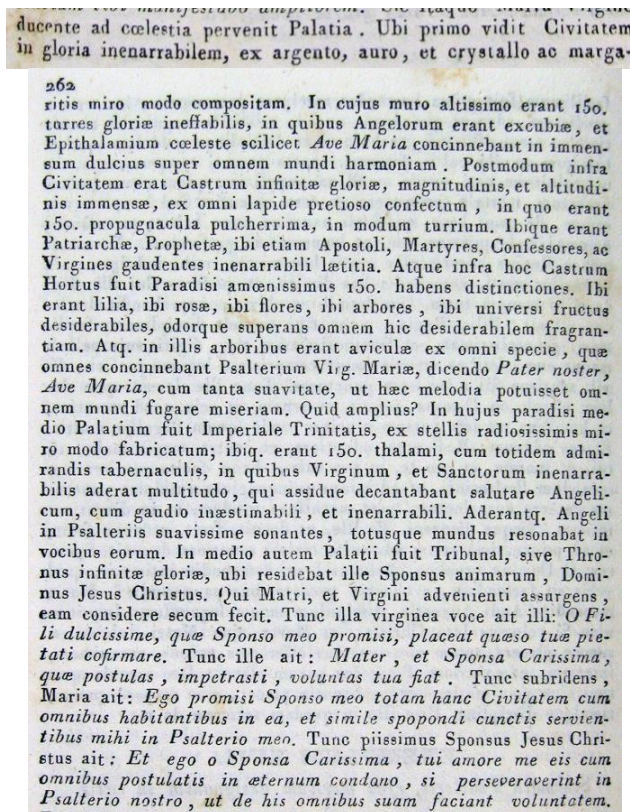 ducente ad cœlestia pervenit Palatia. Ubi primo vidit Civitatem
in gloria inenarrabilem, ex argento, auro, et crystallo ac marga-
262
ritis miro modo compositam. In cujus muro altissimo erant 150.
turres gloriæ ineffabilis, in quibus Angelorum erant excubiæ, et
Epithalamium cœleste scilicet Ave Maria concinnebant in immen-
sum dulcius super omnem mundi harmoniam. Postmodum infra
Civitatem erat Castrum infinitæ gloriæ, magnitudinis, et altitudi-
nis immensæ, ex omni lapide pretioso confectum, in quo erant
150. propugnacula pulcherrima, in modum turrium. Ibique erant
Patriarchæ, Prophetæ, ibi etiam Apostoli, Martyres, Confessores, ac
Virgines gaudentes inenarrabili lætitia. Atque infra hoc Castrum
Hortus fuit Paradisi amœnissimus 150. habens distinctiones. Ibi
erant lilia, ibi rosæ, ibi flores, ibi arbores, ibi universi fructus
desiderabiles, odorque superans omnem hic desiderabilem fragran-
tiam. Atq. in illis arboribus erant aviculæ ex omni specie, quæ
omnes concinnebant Psalterium Virg. Mariæ, dicendo Pater noster,
Ave Maria, cum tanta suavitate, ut hæc melodia potuisset om-
nem mundi fugare miseriam. Quid amplius? In hujus paradisi me-
dio Palatium fuit Imperiale Trinitatis, ex stellis radiosissimis mi-
ro modo fabricatum; ibiq. erant 150. thalami, cum totidem admi-
randis tabernaculis, in quibus Virginum, et Sanctorum inenarra-
bilis aderat multitudo, qui assidue decantabant salutare Angeli-
cum, cum gaudio inæstimabili, et inenarrabili. Aderantq. Angeli
in Psalteriis suavissime sonantes, totusque mundus resonabat in
vocibus eorum. In medio autem Palatii fuit Tribunal, sive Thro-
nus infinitæ gloriæ, ubi residebat ille Sponsus animarum, Domi-
nus Jesus Christus. Qui Matri, et Virgini advenienti assurgens,
eam considere secum fecit. Tunc illa virginea voce ait illi: O Fi-
li dulcissime, quæ Sponso meo promisi, placeat quæso tuæ pie-
tati cofirmare. Tunc ille ait: Mater, et Sponsa Carissima,
quæ postulas, impetrasti, voluntas tua fiat. Tunc subridens,
Maria ait: Ego promisi Sponso meo totam hanc Civitatem cum
omnibus habitantibus in ea, et simile spopondi cunctis servien-
tibus mihi in Psalterio meo. Tunc piissimus Sponsus Jesus Chri-
stus ait: Et ego o Sponsa Carissima, tui amore me eis cum
omnibus postulatis in æternum condano, si perseveraverint in
Psalterio nostro, ut de his omnibus suam faciant voluntatem.